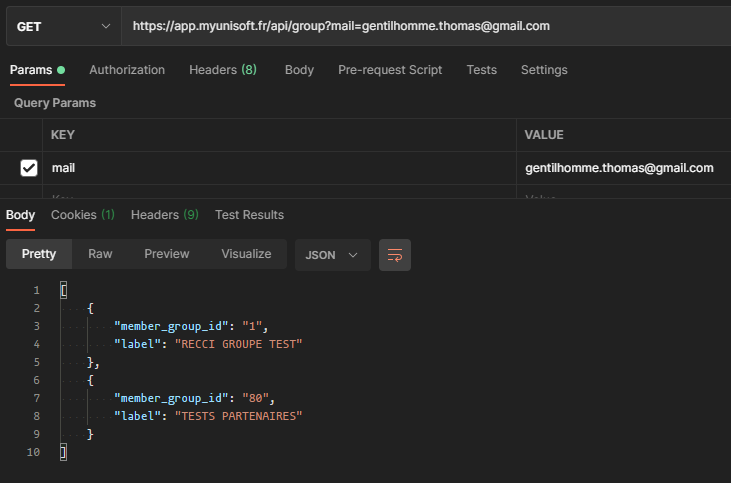 GET https://app.myunisoft.fr/api/group?mail=gentilhomme.thomas@gmail.com
Params Authorization Headers (8) Body Pre-request Script Tests Settings
Query Params
KEY VALUE
mail gentilhomme.thomas@gmail.com
Body Cookies (1) Headers (9) Test Results
Pretty Raw Preview Visualize JSON
1 [
2 {
3 "member_group_id": "1",
4 "label": "RECCI GROUPE TEST"
5 },
6 {
7 "member_group_id": "80",
8 "label": "TESTS PARTENAIRES"
9 }
10 ]